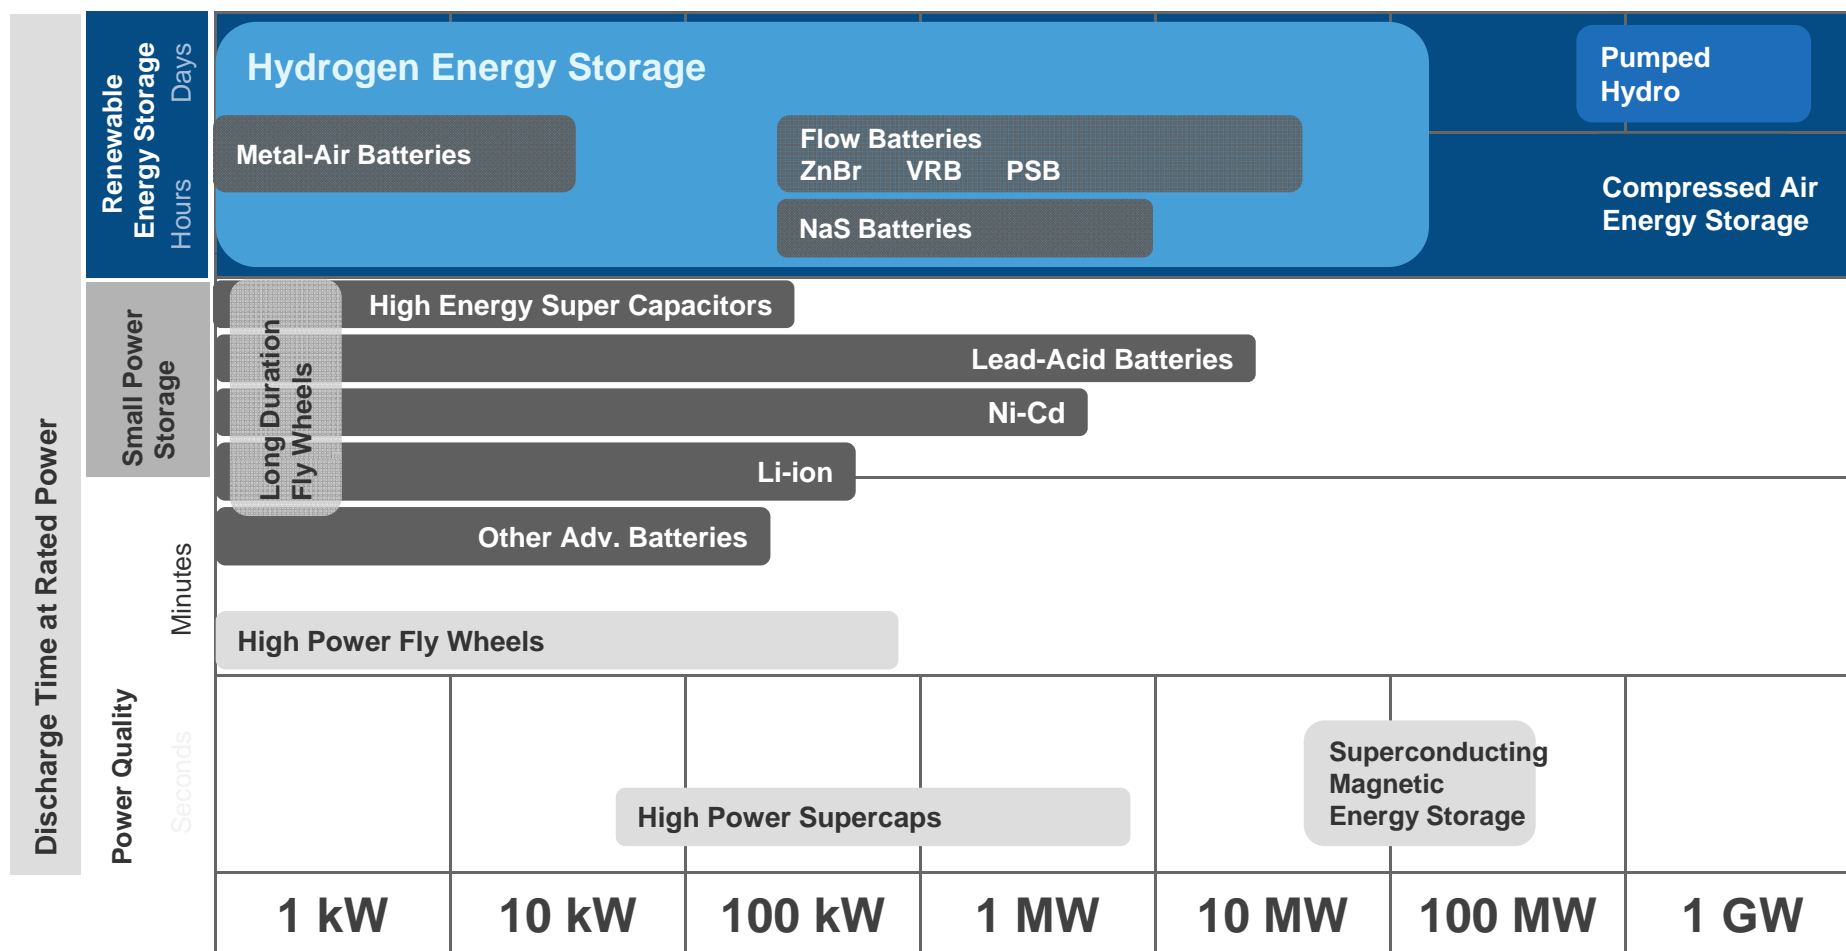 Discharge Time at Rated Power
Renewable
Energy Storage
Days
Hours
Hydrogen Energy Storage
Pumped
Hydro
Metal-Air Batteries
Flow Batteries
ZnBr VRB PSB
NaS Batteries
Compressed Air
Energy Storage
Small Power
Storage
Long Duration
Fly Wheels
High Energy Super Capacitors
Lead-Acid Batteries
Ni-Cd
Li-ion
Other Adv. Batteries
Power Quality
Minutes
Seconds
High Power Fly Wheels
High Power Supercaps
Superconducting
Magnetic
Energy Storage
1 kW
10 kW
100 kW
1 MW
10 MW
100 MW
1 GW